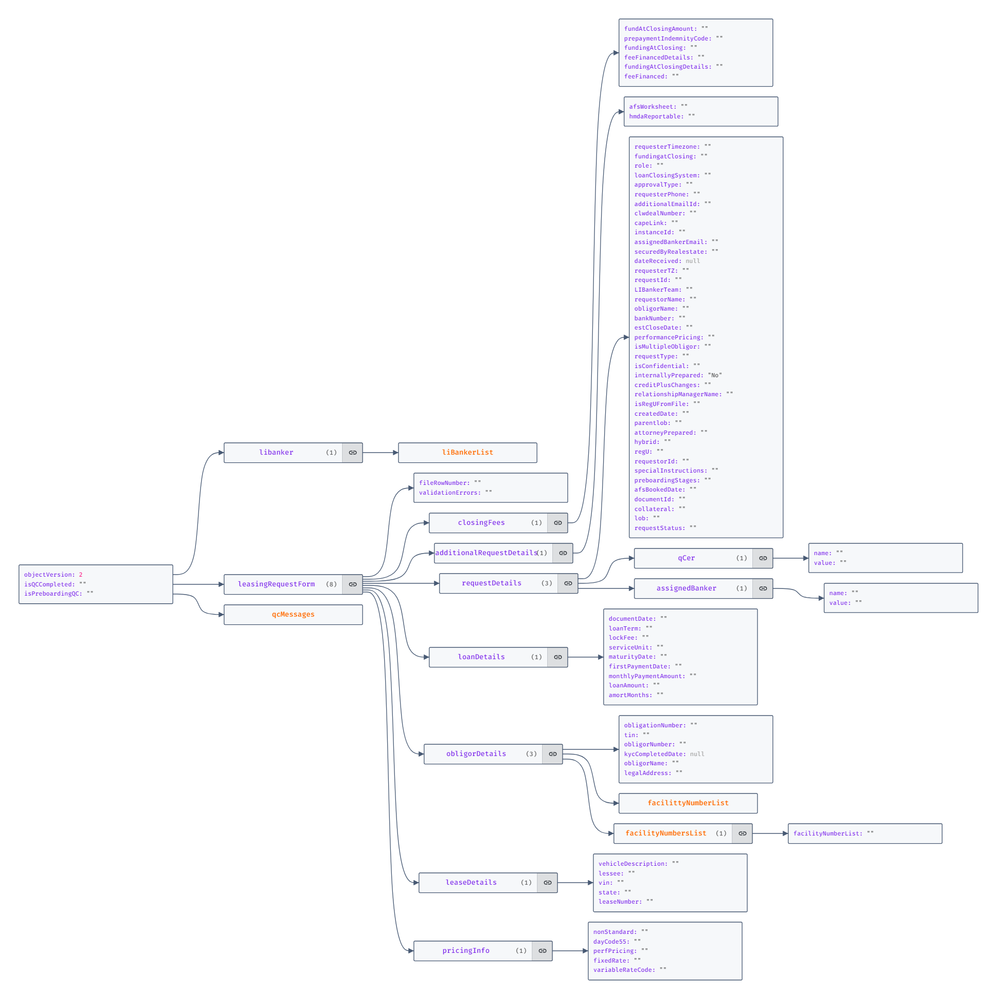 fundAtClosingAmount: ""
prepaymentIndemnityCode: ""
fundingAtClosing: ""
feeFinancedDetails: ""
fundingAtClosingDetails: ""
feeFinanced: ""
afsWorksheet: ""
hmdaReportable: ""
requesterTimezone: ""
fundingatClosing: ""
role: ""
loanClosingSystem: ""
approvalType: ""
requesterPhone: ""
additionalEmailId: ""
clwdealNumber: ""
capeLink: ""
instanceId: ""
assignedBankerEmail: ""
securedByRealestate: ""
dateReceived: null
requesterTZ: ""
requestId: ""
LIBankerTeam: ""
requestorName: ""
obligorName: ""
bankNumber: ""
estCloseDate: ""
performancePricing: ""
isMultipleObligor: ""
requestType: ""
isConfidential: ""
internallyPrepared: "No"
creditPlusChanges: ""
relationshipManagerName: ""
isRegUFromFile: ""
createdDate: ""
parentlob: ""
attorneyPrepared: ""
hybrid: ""
regU: ""
requestorId: ""
specialInstructions: ""
preboardingStages: ""
afsBookedDate: ""
documentId: ""
collateral: ""
lob: ""
requestStatus: ""
libanker (1)
liBankerList
fileRowNumber: ""
validationErrors: ""
closingFees (1)
additionalRequestDetails (1)
requestDetails (3)
qCer (1)
name: ""
value: ""
assignedBanker (1)
name: ""
value: ""
objectVersion: 2
isQCCompleted: ""
isPreboardingQC: ""
leasingRequestForm (8)
qcMessages
loanDetails (1)
documentDate: ""
loanTerm: ""
lockFee: ""
serviceUnit: ""
maturityDate: ""
firstPaymentDate: ""
monthlyPaymentAmount: ""
loanAmount: ""
amortMonths: ""
obligorDetails (3)
obligationNumber: ""
tin: ""
obligorNumber: ""
kycCompletedDate: null
obligorName: ""
legalAddress: ""
facilittyNumberList
facilityNumbersList (1)
facilityNumberList: ""
leaseDetails (1)
vehicleDescription: ""
lessee: ""
vin: ""
state: ""
leaseNumber: ""
pricingInfo (1)
nonStandard: ""
dayCode55: ""
perfPricing: ""
fixedRate: ""
variableRateCode: ""